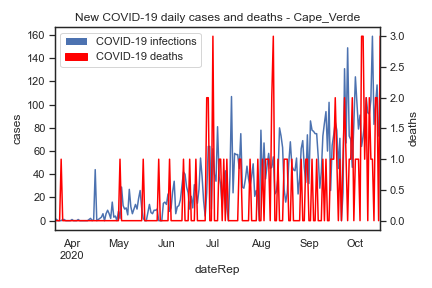 New COVID-19 daily cases and deaths - Cape_Verde
COVID-19 infections
COVID-19 deaths
cases
160
140
120
100
80
60
40
20
0
deaths
3.0
2.5
2.0
1.5
1.0
0.5
0.0
Apr May Jun Jul Aug Sep Oct
2020
dateRep